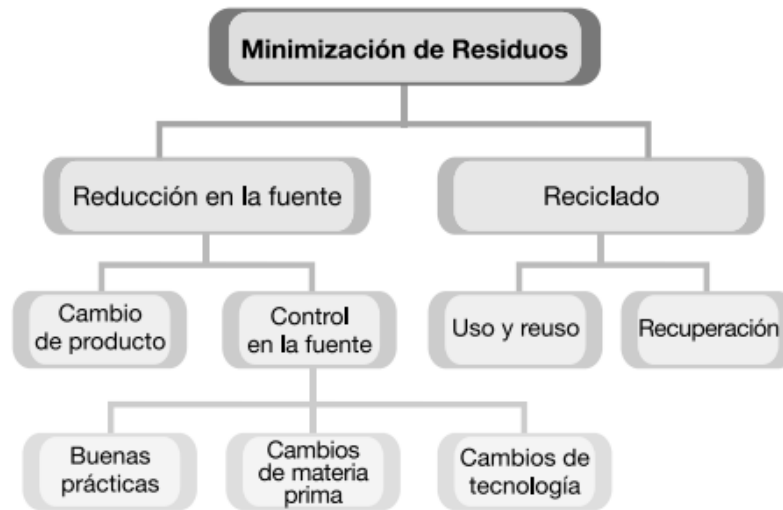 Minimización de Residuos
Reducción en la fuente
Reciclado
Cambio
de producto
Control
en la fuente
Uso y reuso
Recuperación
Buenas
prácticas
Cambios
de materia
prima
Cambios de
tecnología